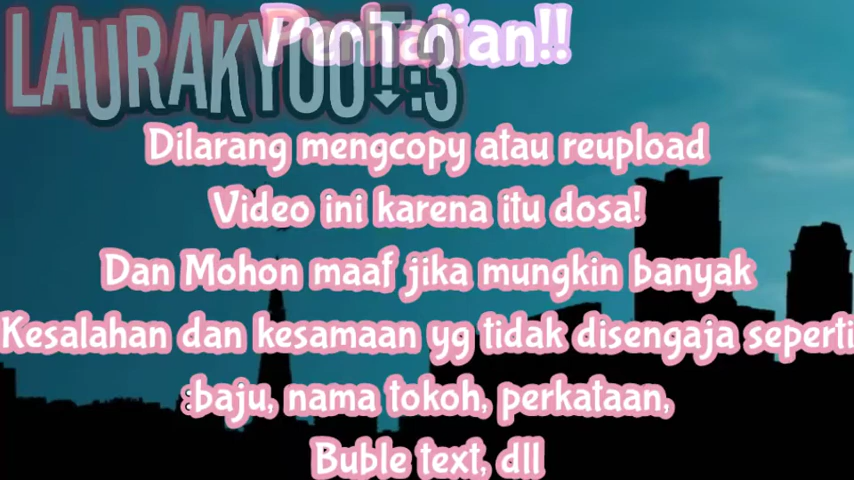 Perhatian!!
LAURAKYOOT:3
Dilarang mengcopy atau reupload
Video ini karena itu dosa!
Dan Mohon maaf jika mungkin banyak
Kesalahan dan kesamaan yg tidak disengaja seperti
:baju, nama tokoh, perkataan,
Buble text, dll